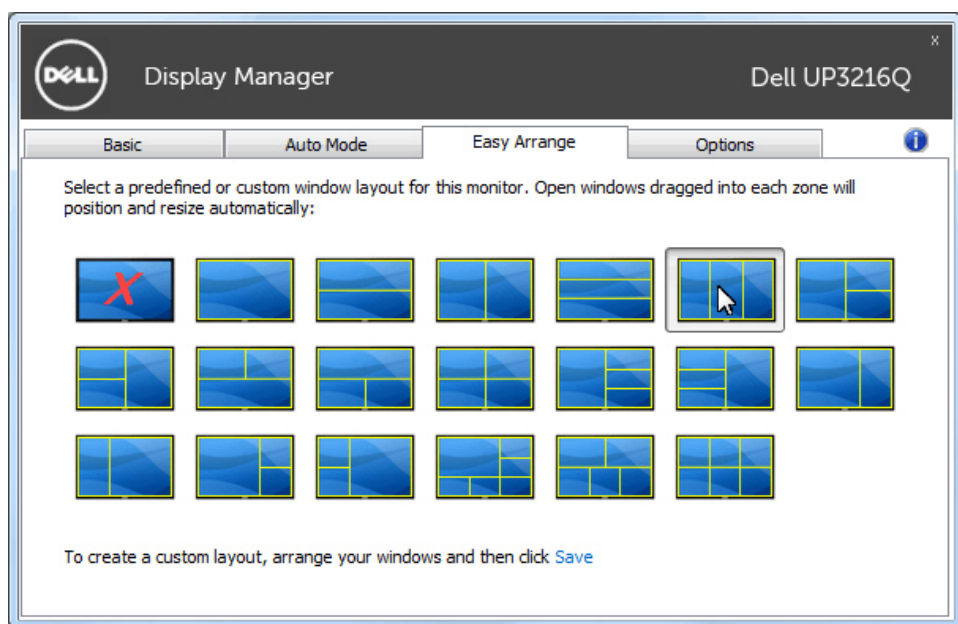 DELL
Display Manager
Dell UP3216Q
x
Basic
Auto Mode
Easy Arrange
Options
i
Select a predefined or custom window layout for this monitor. Open windows dragged into each zone will
position and resize automatically:
X
To create a custom layout, arrange your windows and then click Save